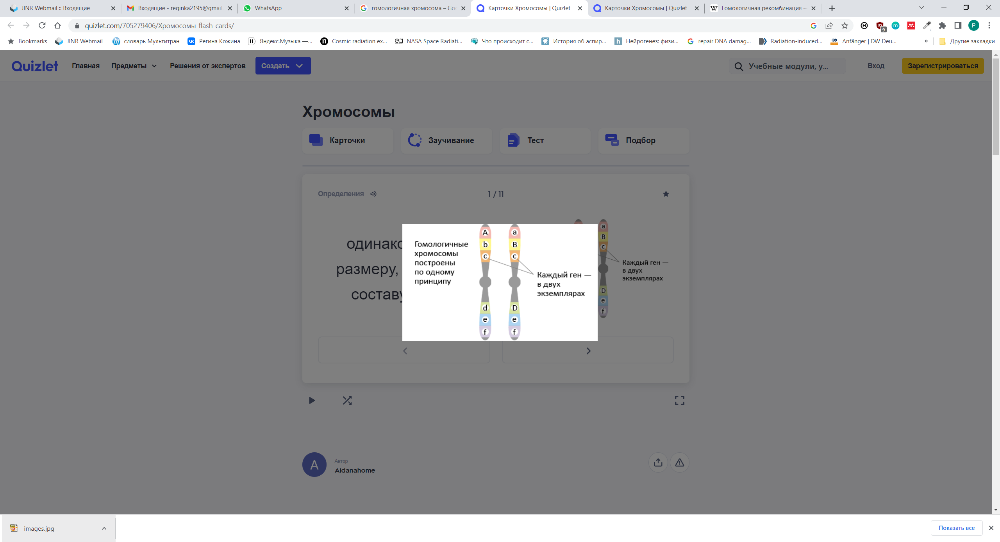 JINR Webmail :: Входящие
Входящие - reginka2195@gmail.
WhatsApp
гомологичная хромосома – Goo
Карточки Хромосомы | Quizlet
Карточки Хромосомы | Quizlet
Гомологичная рекомбинация –
quizlet.com/705279406/Хромосомы-flash-cards/
9
m
P
Bookmarks
JINR Webmail
словарь Мультитран
Регина Кожина
Яндекс.Музыка —...
Cosmic radiation ex...
NASA Space Radiati...
Что происходит с...
История об аспир...
Нейрогенез: физи...
repair DNA damag...
Radiation-induced...
Anfänger | DW Deu...
»
Другие закладки
Quizlet
Главная
Предметы
Решения от экспертов
Создать
Учебные модули, у...
Вход
Зарегистрироваться
Хромосомы
Карточки
Заучивание
Тест
Подбор
Определения
1 / 11
одинако
размеру,
составу
Гомологичные
хромосомы
построены
по одному
принципу
A
b
c
d
e
f
a
B
c
D
e
f
Каждый ген —
в двух
экземплярах
a
B
c
D
e
f
Каждый ген —
в двух
экземплярах
A
Автор
Aidanahome
images.jpg
Показать все